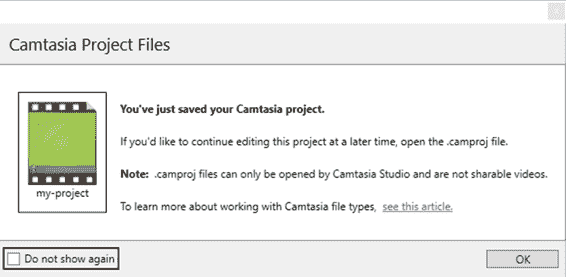 Camtasia Project Files
You've just saved your Camtasia project.
If you'd like to continue editing this project at a later time, open the .camproj file.
Note: .camproj files can only be opened by Camtasia Studio and are not sharable videos.
my-project
To learn more about working with Camtasia file types, see this article.
Do not show again
OK